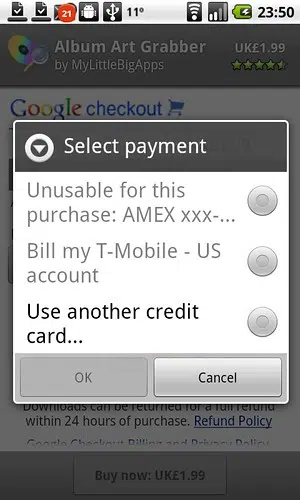 21 11° 23:50
Album Art Grabber UK£1.99
by MyLittleBigApps
Google checkout
Select payment
Unusable for this
purchase: AMEX xxx-...
Bill my T-Mobile - US
account
Use another credit
card...
OK Cancel
Downloads can be returned for a full refund
within 24 hours of purchase. Refund Policy
Google Checkout Billing and Privacy Policy
Buy now: UK£1.99